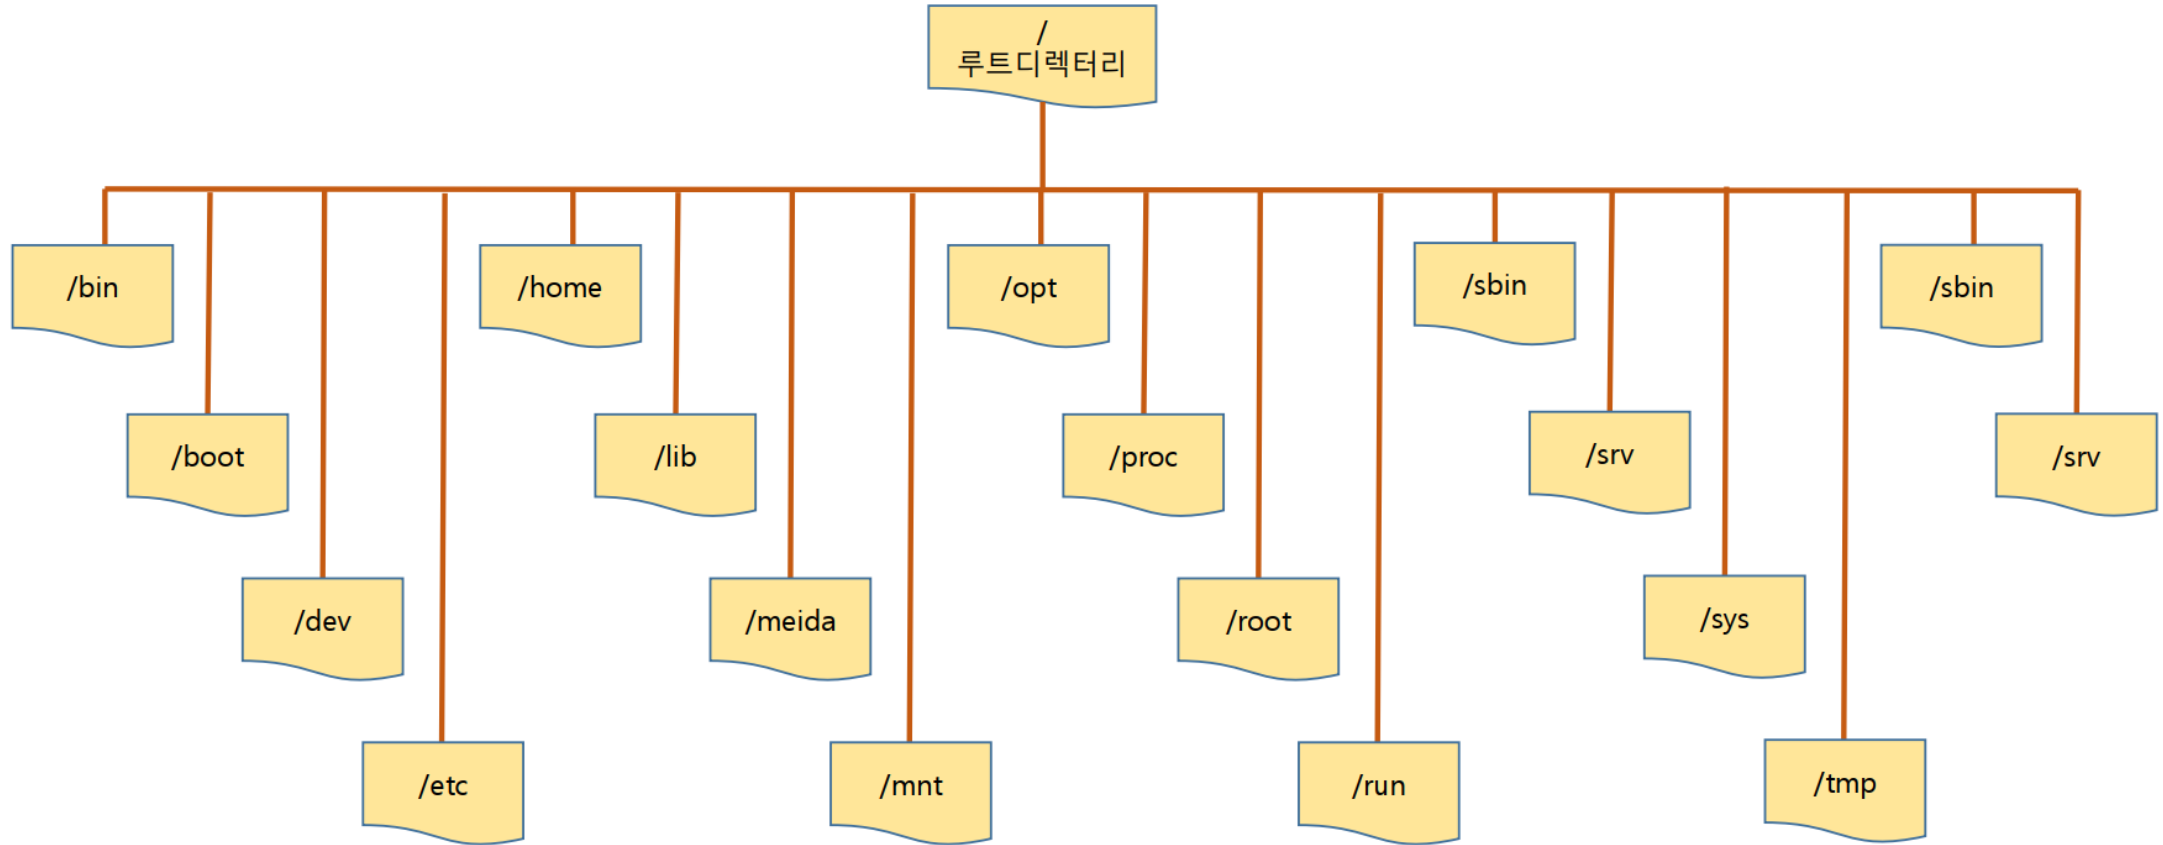 /
루트디렉터리
/bin
/home
/opt
/sbin
/sbin
/boot
/lib
/proc
/srv
/srv
/dev
/meida
/root
/sys
/etc
/mnt
/run
/tmp